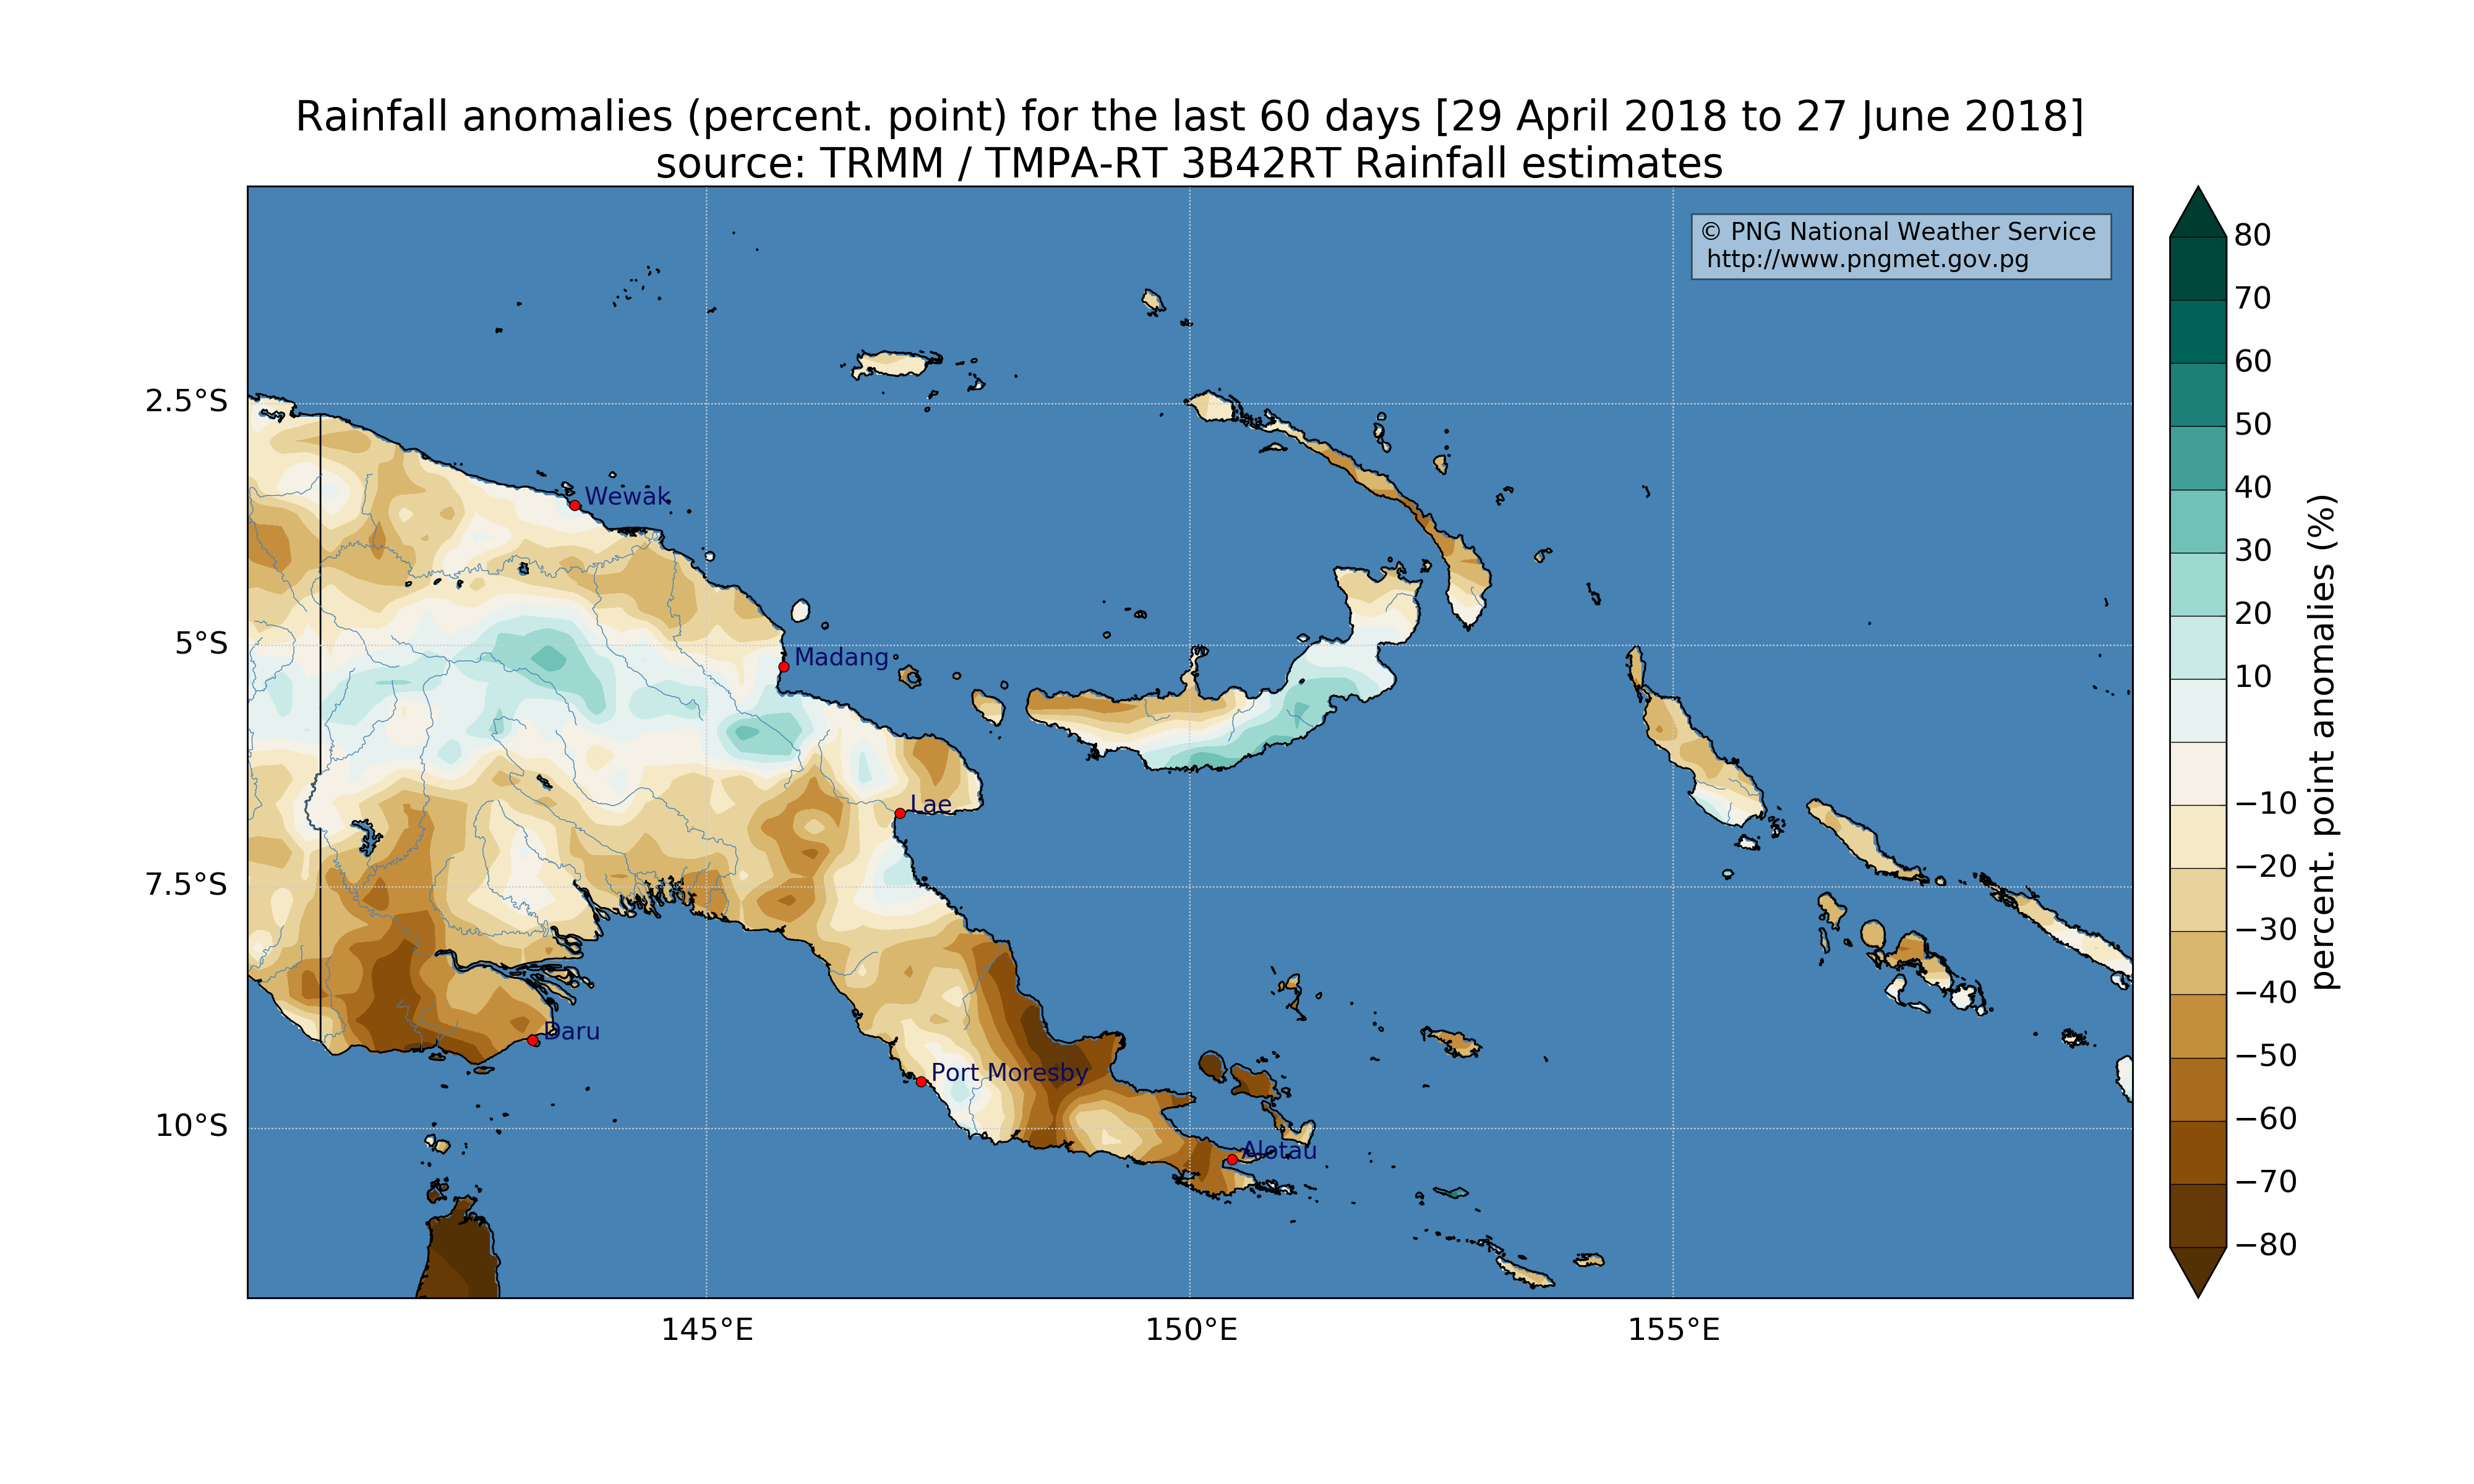 Rainfall anomalies (percent. point) for the last 60 days [29 April 2018 to 27 June 2018]
source: TRMM / TMPA-RT 3B42RT Rainfall estimates
© PNG National Weather Service
http://www.pngmet.gov.pg
2.5°S
5°S
7.5°S
10°S
Wewak
Madang
Lae
Daru
Port Moresby
Alotau
145°E
150°E
155°E
80
70
60
50
40
30
20
10
−10
−20
−30
−40
−50
−60
−70
−80
percent. point anomalies (%)